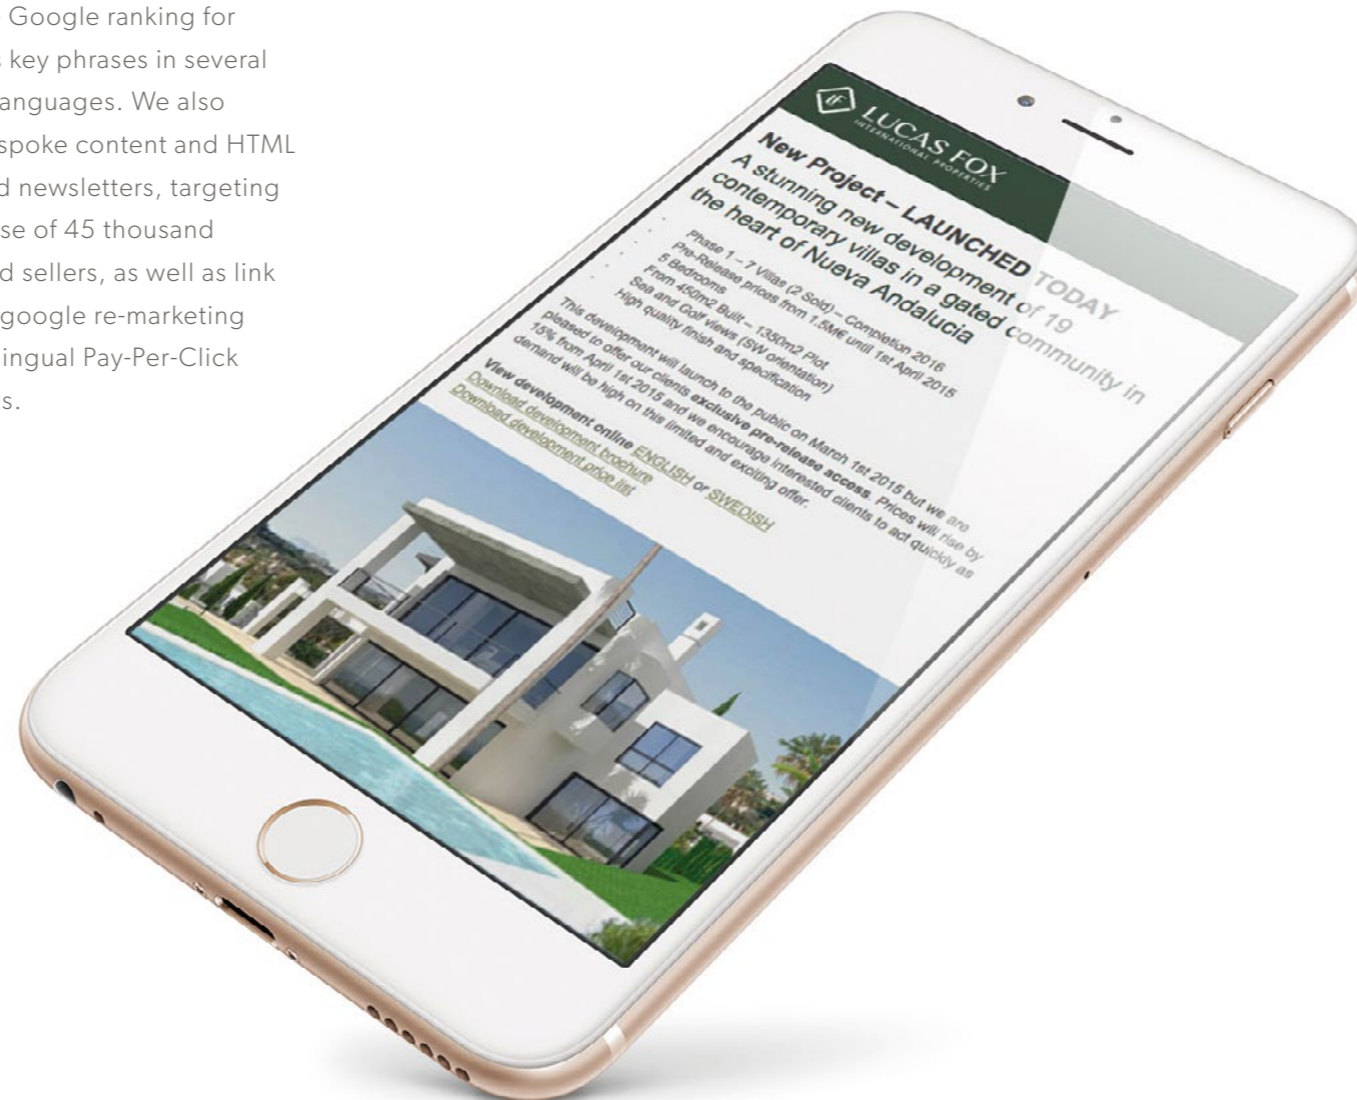 Google ranking for
key phrases in several
anguages. We also
spoke content and HTML
d newsletters, targeting
se of 45 thousand
d sellers, as well as link
google re-marketing
lingual Pay-Per-Click
s.
lf LUCAS FOX
INTERNATIONAL PROPERTIES
New Project – LAUNCHED TODAY
A stunning new development of 19
contemporary villas in a gated community in
the heart of Nueva Andalucia
Phase 1 – 7 Villas (2 Sold) – Completion 2016
Pre-Release prices from 1,5M€ until 1st April 2015
5 Bedrooms
From 450m2 Built – 1350m2 Plot
Sea and Golf views (SW orientation)
High quality finish and specification
This development will launch to the public on March 1st 2015 but we are
pleased to offer our clients exclusive pre-release access. Prices will rise by
15% from April 1st 2015 and we encourage interested clients to act quickly as
demand will be high on this limited and exciting offer.
View development online ENGLISH or SWEDISH
Download development brochure
Download development price list